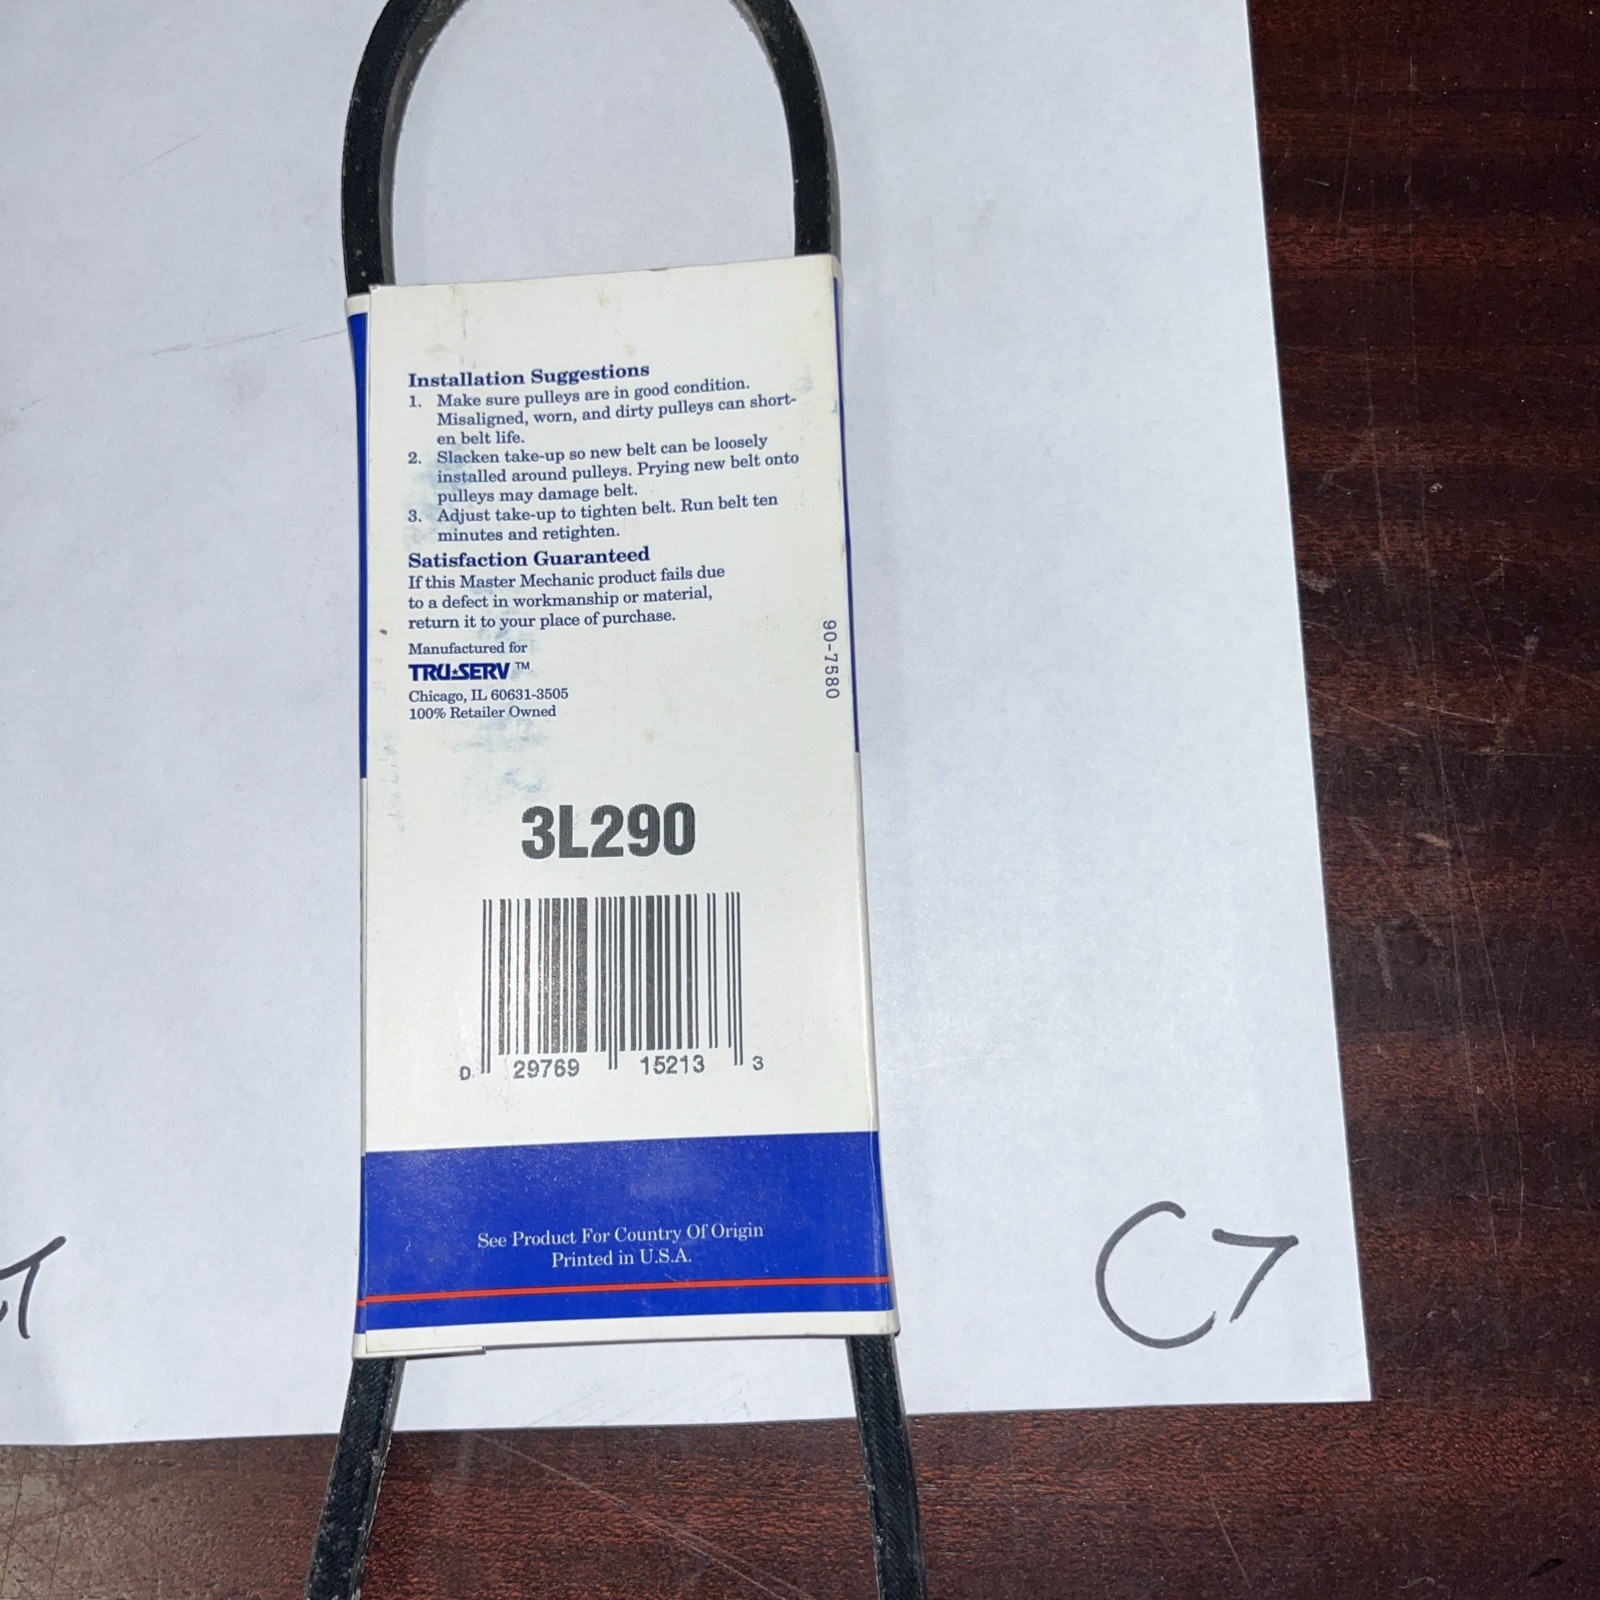 Installation Suggestions
1. Make sure pulleys are in good condition.
Misaligned, worn, and dirty pulleys can short-
en belt life.
2. Slacken take-up so new belt can be loosely
installed around pulleys. Prying new belt onto
pulleys may damage belt.
3. Adjust take-up to tighten belt. Run belt ten
minutes and retighten.
Satisfaction Guaranteed
If this Master Mechanic product fails due
to a defect in workmanship or material,
return it to your place of purchase.
Manufactured for
TRU★SERV™
Chicago, IL 60631-3505
100% Retailer Owned
90-7580
3L290
D 29769 15213 3
See Product For Country Of Origin
Printed in U.S.A.
C7